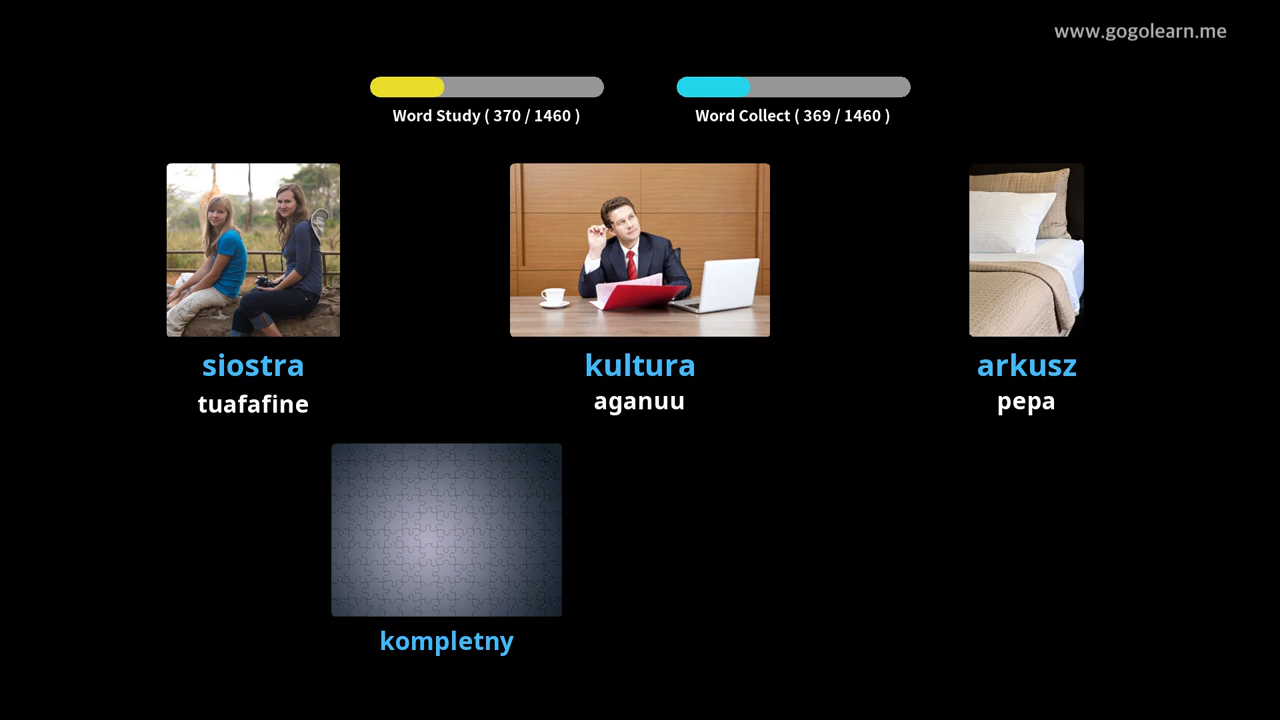 www.gogolearn.me
Word Study ( 370 / 1460 )
Word Collect ( 369 / 1460 )
siostra
tuafafine
kultura
aganuu
arkusz
pepa
kompletny